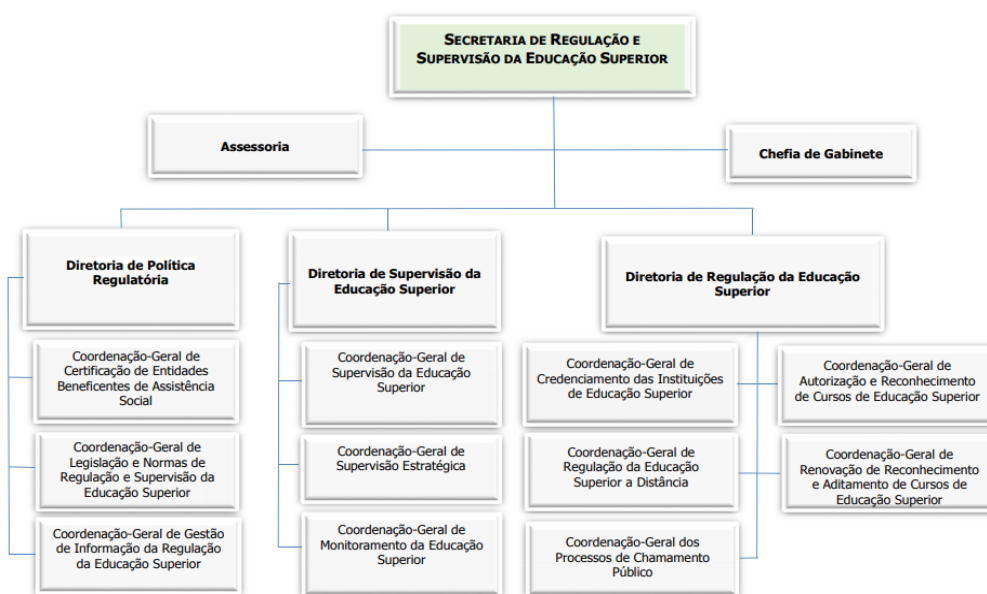 SECRETARIA DE REGULAÇÃO E
SUPERVISÃO DA EDUCAÇÃO SUPERIOR
Assessoria
Chefia de Gabinete
Diretoria de Política
Regulatória
Diretoria de Supervisão da
Educação Superior
Diretoria de Regulação da Educação
Superior
Coordenação-Geral de
Certificação de Entidades
Beneficentes de Assistência
Social
Coordenação-Geral de
Legislação e Normas de
Regulação e Supervisão da
Educação Superior
Coordenação-Geral de Gestão
de Informação da Regulação
da Educação Superior
Coordenação-Geral de
Supervisão da Educação
Superior
Coordenação-Geral de
Supervisão Estratégica
Coordenação-Geral de
Monitoramento da Educação
Superior
Coordenação-Geral de
Credenciamento das Instituições
de Educação Superior
Coordenação-Geral de
Regulação da Educação
Superior a Distância
Coordenação-Geral dos
Processos de Chamamento
Público
Coordenação-Geral de
Autorização e Reconhecimento
de Cursos de Educação Superior
Coordenação-Geral de
Renovação de Reconhecimento
e Aditamento de Cursos de
Educação Superior